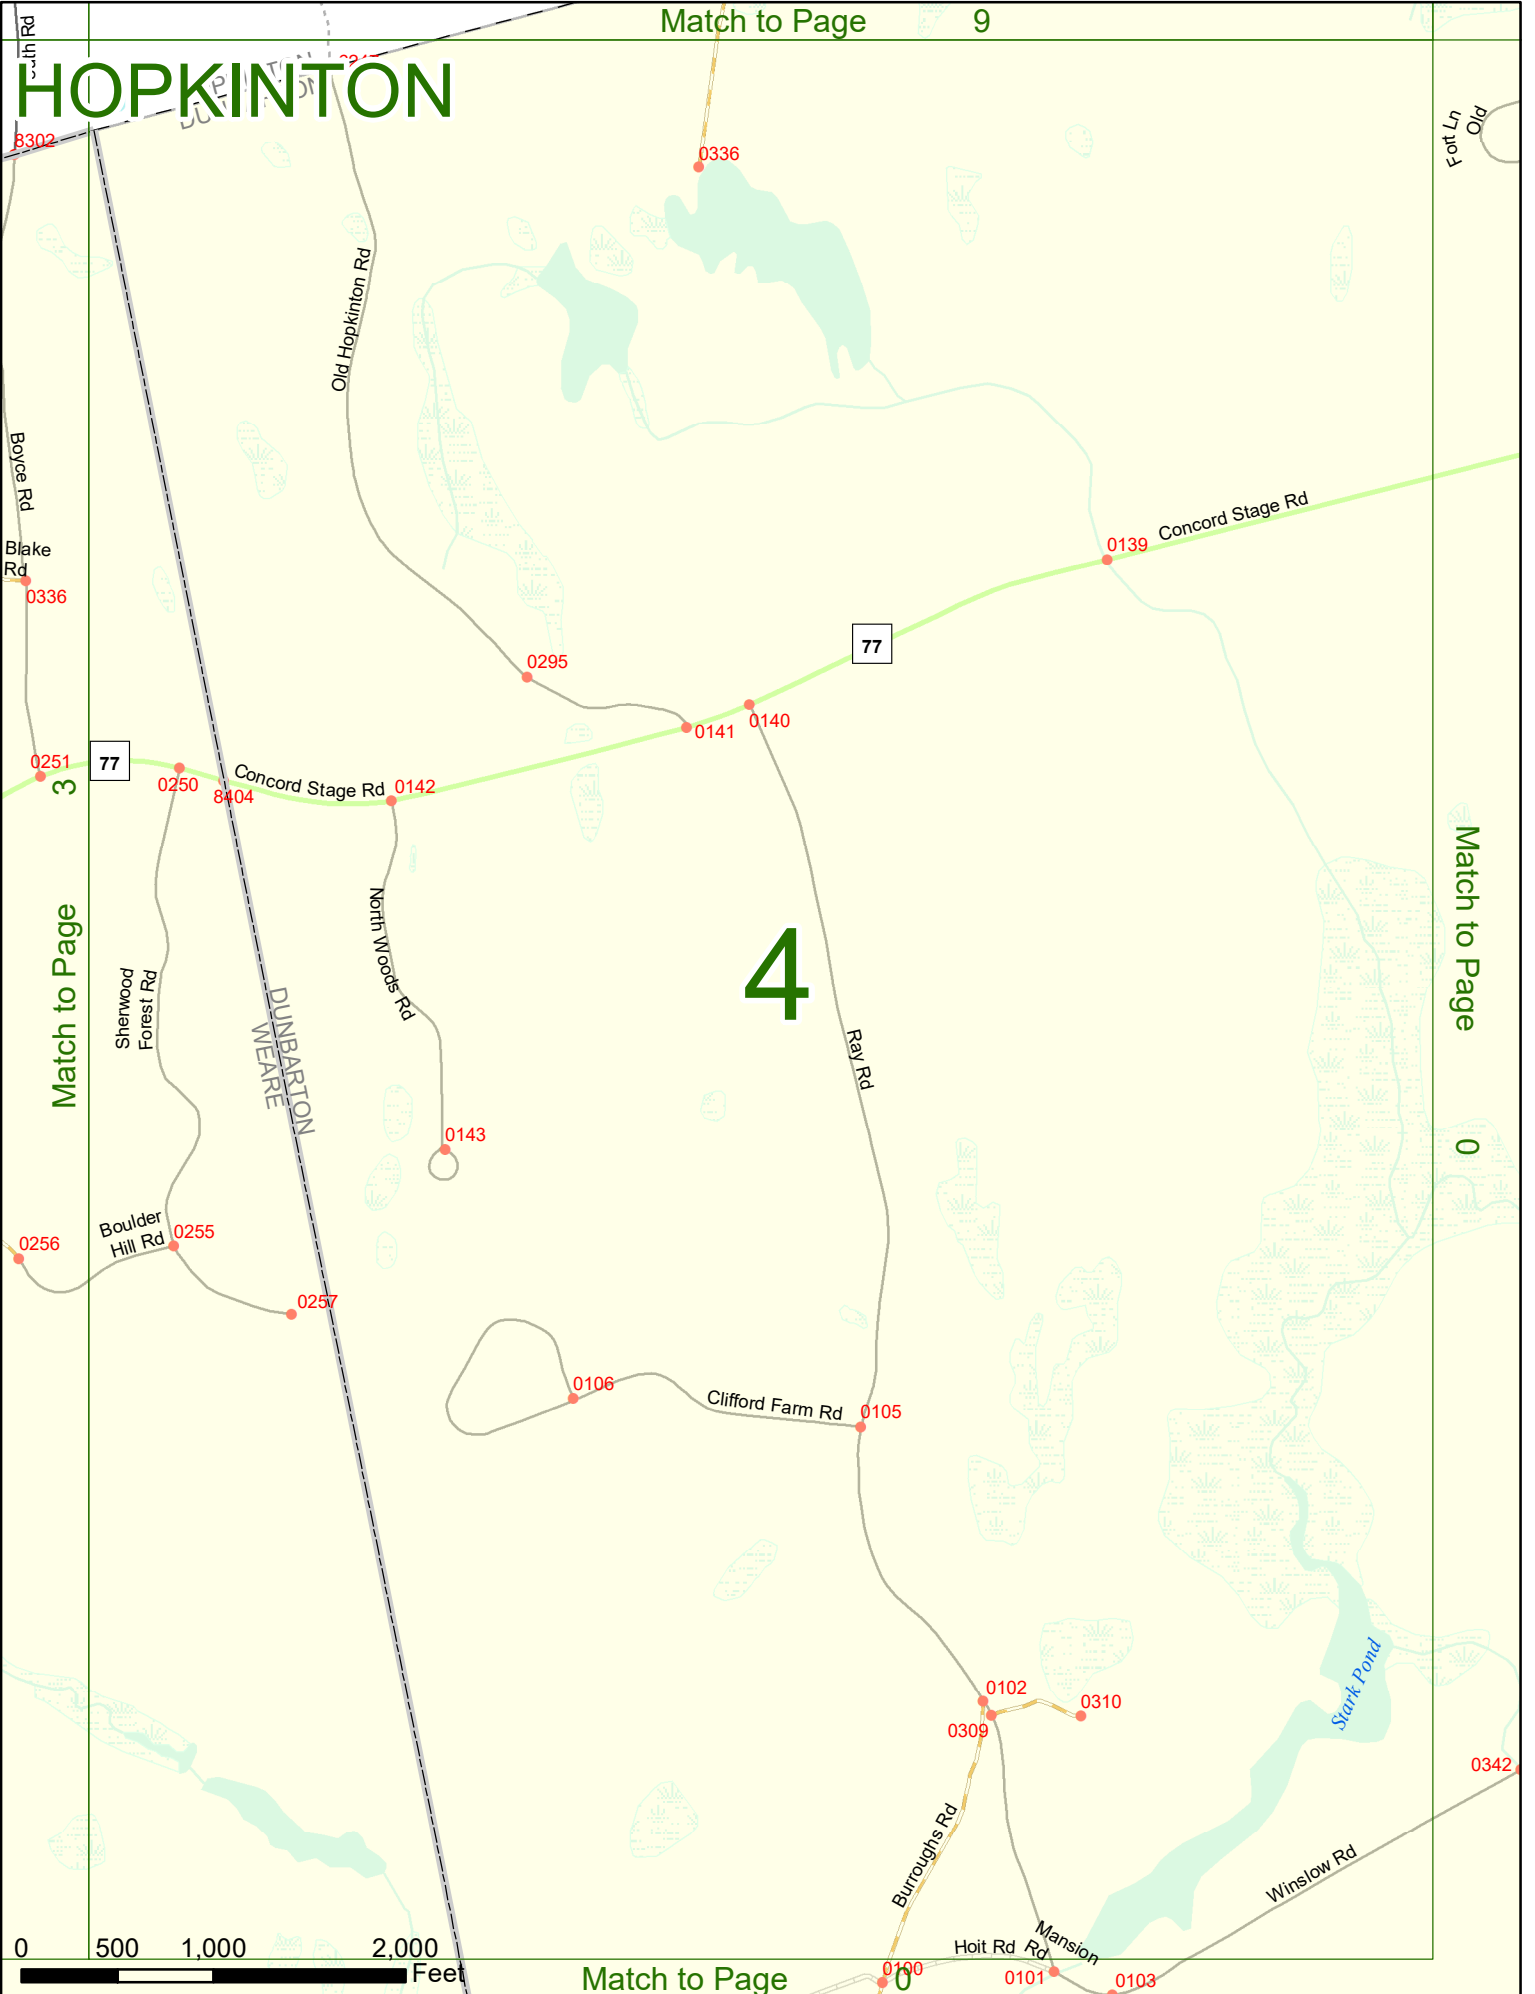 Match to Page 9
HOPKINTON
8302
0336
Old
Fort Ln
Old Hopkinton Rd
Boyce Rd
Blake
Rd
0336
Concord Stage Rd
0139
77
0295
0140
0141
0251
77
0250
8404
Concord Stage Rd
0142
3
Match to Page
Sherwood
Forest Rd
North Woods Rd
DUNBARTON
WEARE
4
Ray Rd
Match to Page 0
0143
Boulder
Hill Rd
0255
0256
0257
0106
Clifford Farm Rd
0105
0102
0309
0310
Stark Pond
0342
Burroughs Rd
Winslow Rd
Mansion
Rd
Hoit Rd
0100
0101
0103
0 500 1,000 2,000
Feet
Match to Page 0